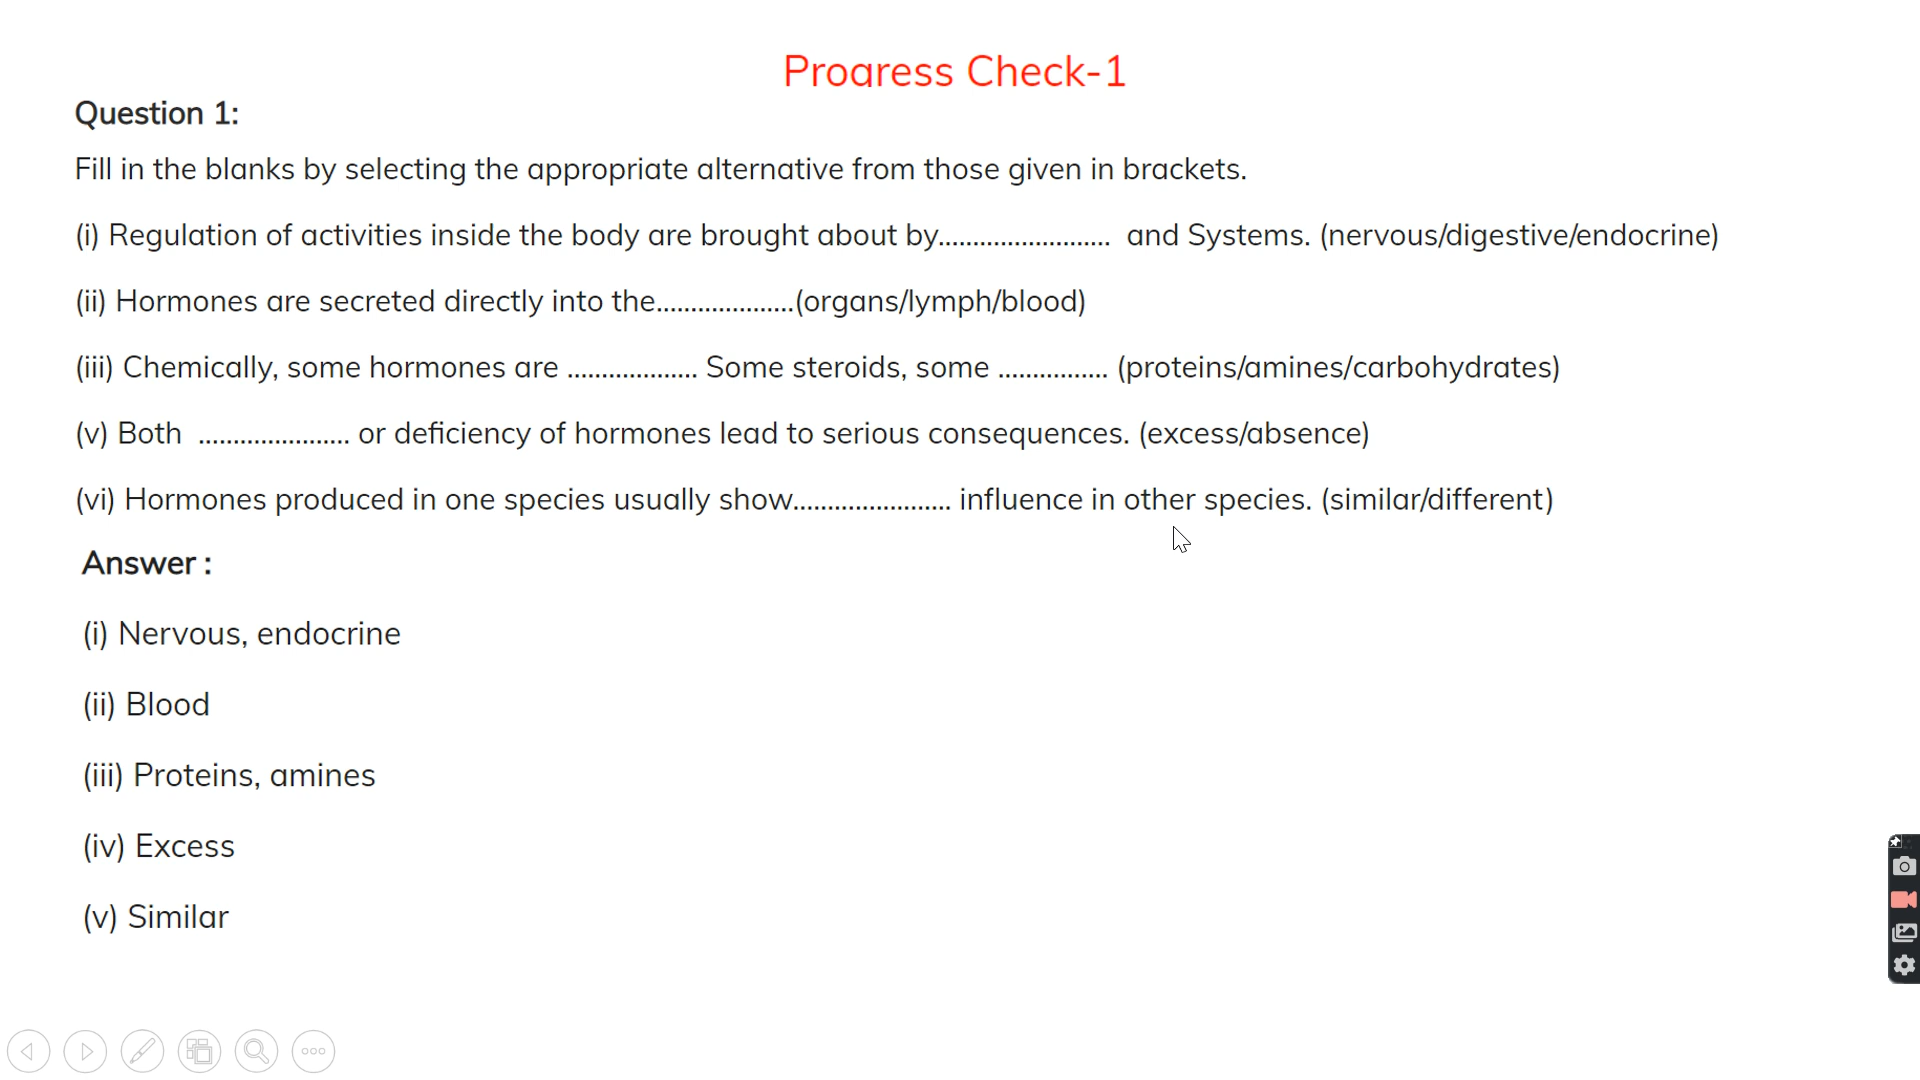 Progress Check-1
Question 1:
Fill in the blanks by selecting the appropriate alternative from those given in brackets.
(i) Regulation of activities inside the body are brought about by......................... and Systems. (nervous/digestive/endocrine)
(ii) Hormones are secreted directly into the....................(organs/lymph/blood)
(iii) Chemically, some hormones are ................... Some steroids, some ................ (proteins/amines/carbohydrates)
(v) Both ...................... or deficiency of hormones lead to serious consequences. (excess/absence)
(vi) Hormones produced in one species usually show....................... influence in other species. (similar/different)
Answer :
(i) Nervous, endocrine
(ii) Blood
(iii) Proteins, amines
(iv) Excess
(v) Similar